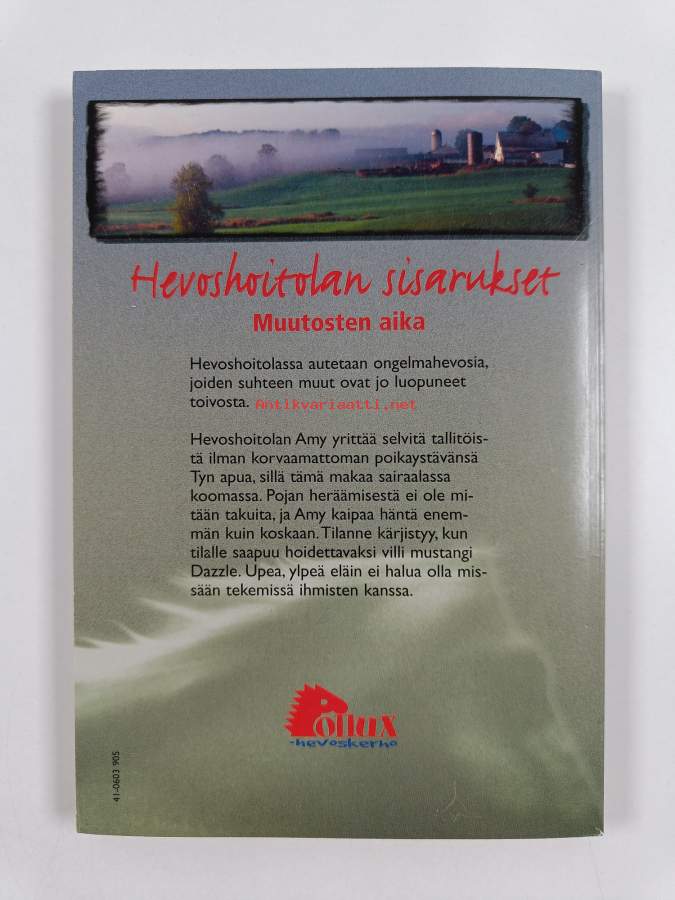 Hevoshoitolan sisarukset
Muutosten aika
Hevoshoitolassa autetaan ongelmahevosia,
joiden suhteen muut ovat jo luopuneet
toivosta.
Antikvariaatti.net
Hevoshoitolan Amy yrittää selvitä tallitöis-
tä ilman korvaamattoman poikaystävänsä
Tyn apua, sillä tämä makaa sairaalassa
koomassa. Pojan heräämisestä ei ole mi-
tään takuita, ja Amy kaipaa häntä enem-
män kuin koskaan. Tilanne kärjistyy, kun
tilalle saapuu hoidettavaksi villi mustangi
Dazzle. Upea, ylpeä eläin ei halua olla mis-
sään tekemissä ihmisten kanssa.
Pollux
-hevoskerho
41-0603 905